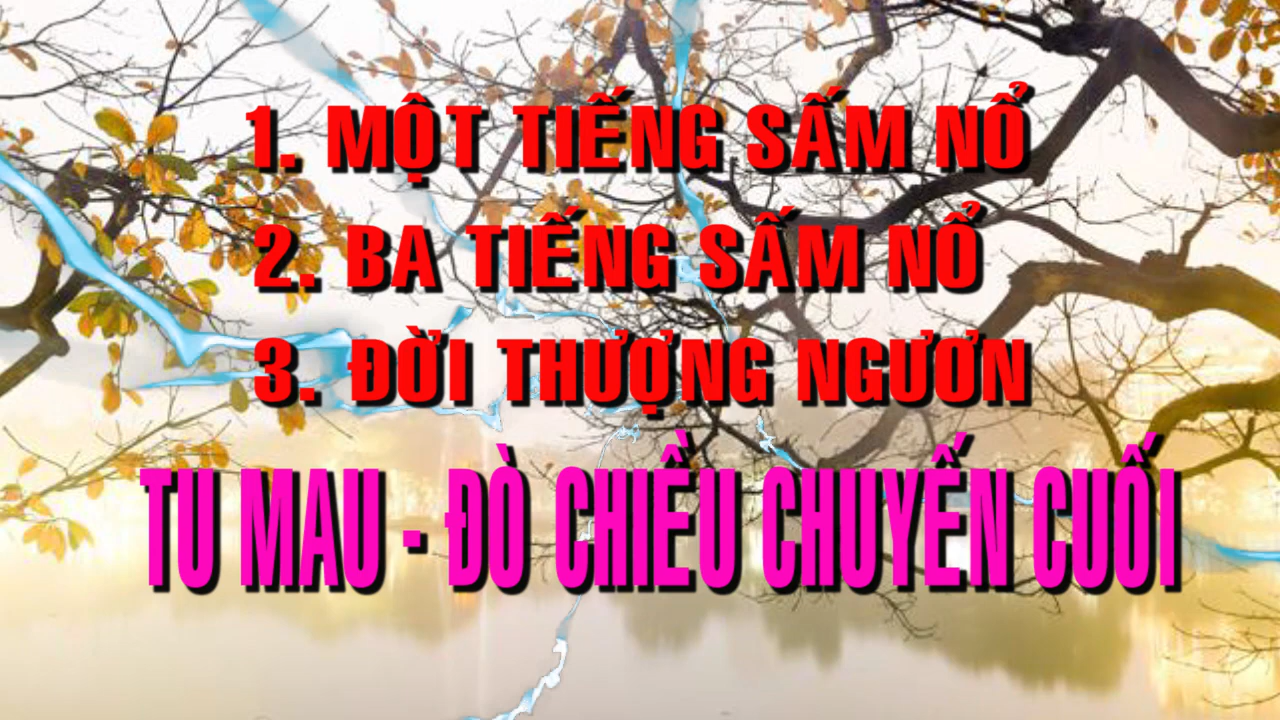 1. MỘT TIẾNG SẤM NỔ
2. BA TIẾNG SẤM NỔ
3. ĐỜI THƯỢNG NGƯƠN
TU MAU - ĐÒ CHIỀU CHUYẾN CUỐI